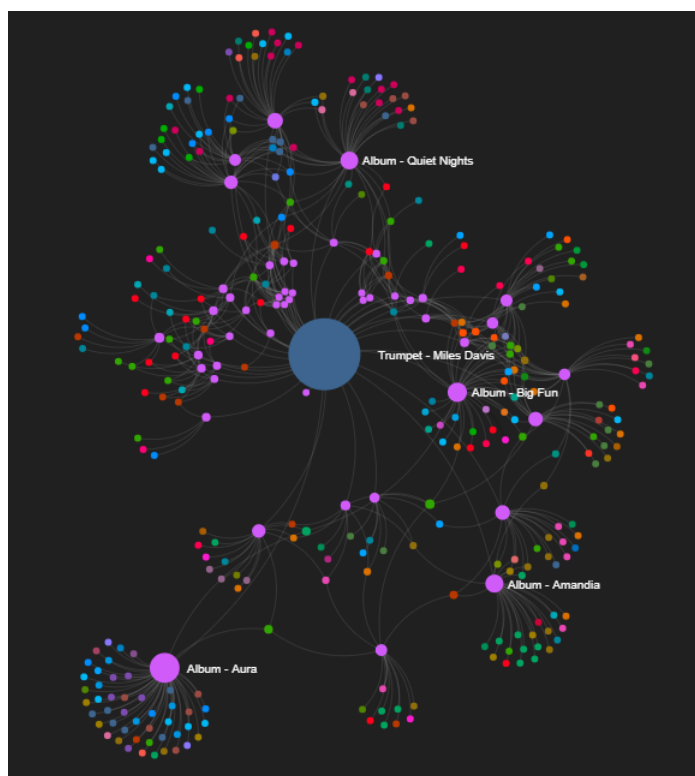 Album - Quiet Nights
Trumpet - Miles Davis
Album - Big Fun
Album - Amandia
Album - Aura